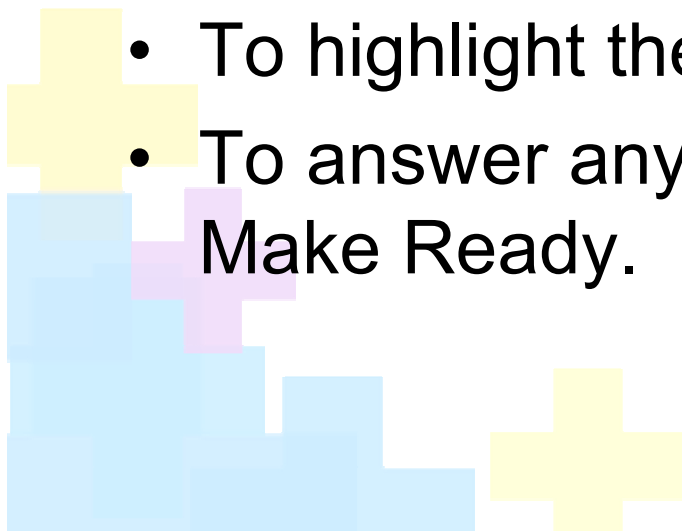 • To highlight the
• To answer any
Make Ready.